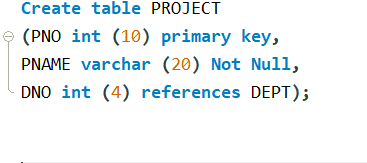 Create table PROJECT
(PNO int (10) primary key,
PNAME varchar (20) Not Null,
DNO int (4) references DEPT);